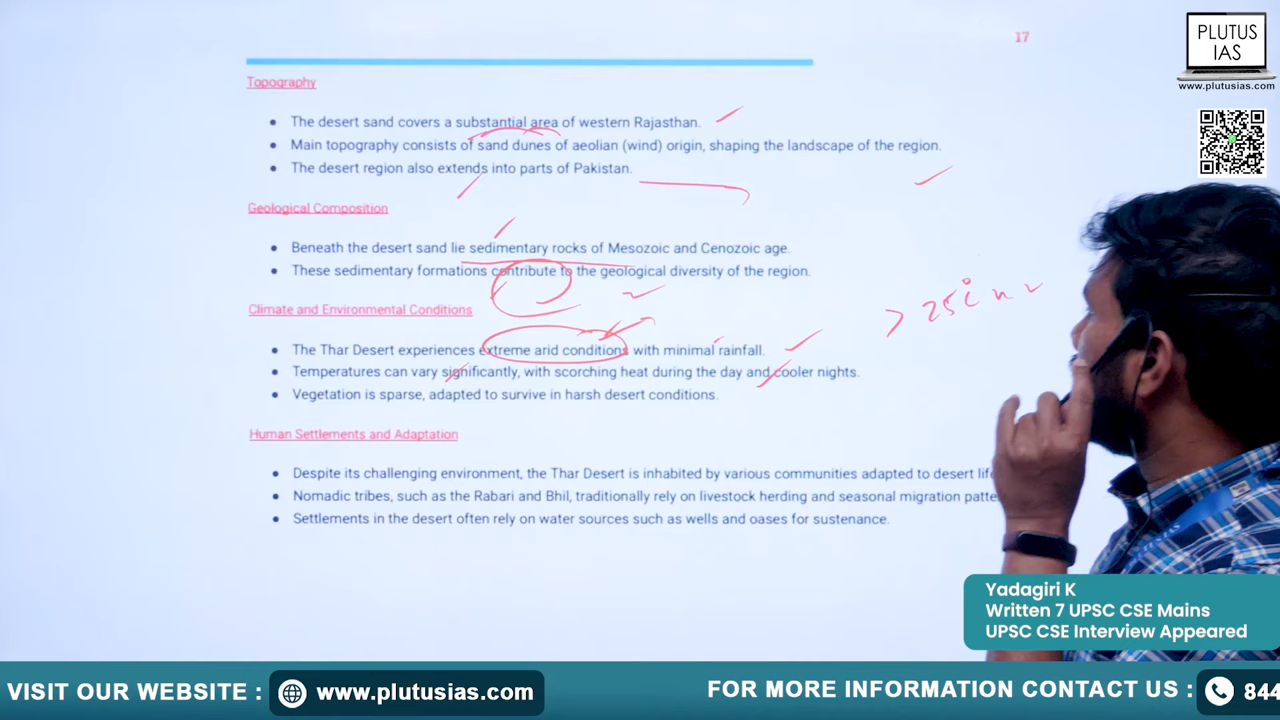 17
PLUTUS
IAS
www.plutusias.com
Topography
The desert sand covers a substantial area of western Rajasthan.
Main topography consists of sand dunes of aeolian (wind) origin, shaping the landscape of the region.
The desert region also extends into parts of Pakistan.
Geological Composition
Beneath the desert sand lie sedimentary rocks of Mesozoic and Cenozoic age.
These sedimentary formations contribute to the geological diversity of the region.
> 25
Climate and Environmental Conditions
The Thar Desert experiences extreme arid conditions with minimal rainfall.
Temperatures can vary significantly, with scorching heat during the day and cooler nights.
Vegetation is sparse, adapted to survive in harsh desert conditions.
Human Settlements and Adaptation
Despite its challenging environment, the Thar Desert is inhabited by various communities adapted to desert
Nomadic tribes, such as the Rabari and Bhil, traditionally rely on livestock herding and seasonal migration
Settlements in the desert often rely on water sources such as wells and oases for sustenance.
Yadagiri K
Written 7 UPSC CSE Mains
UPSC CSE Interview Appeared
VISIT OUR WEBSITE : www.plutusias.com FOR MORE INFORMATION CONTACT US : 844